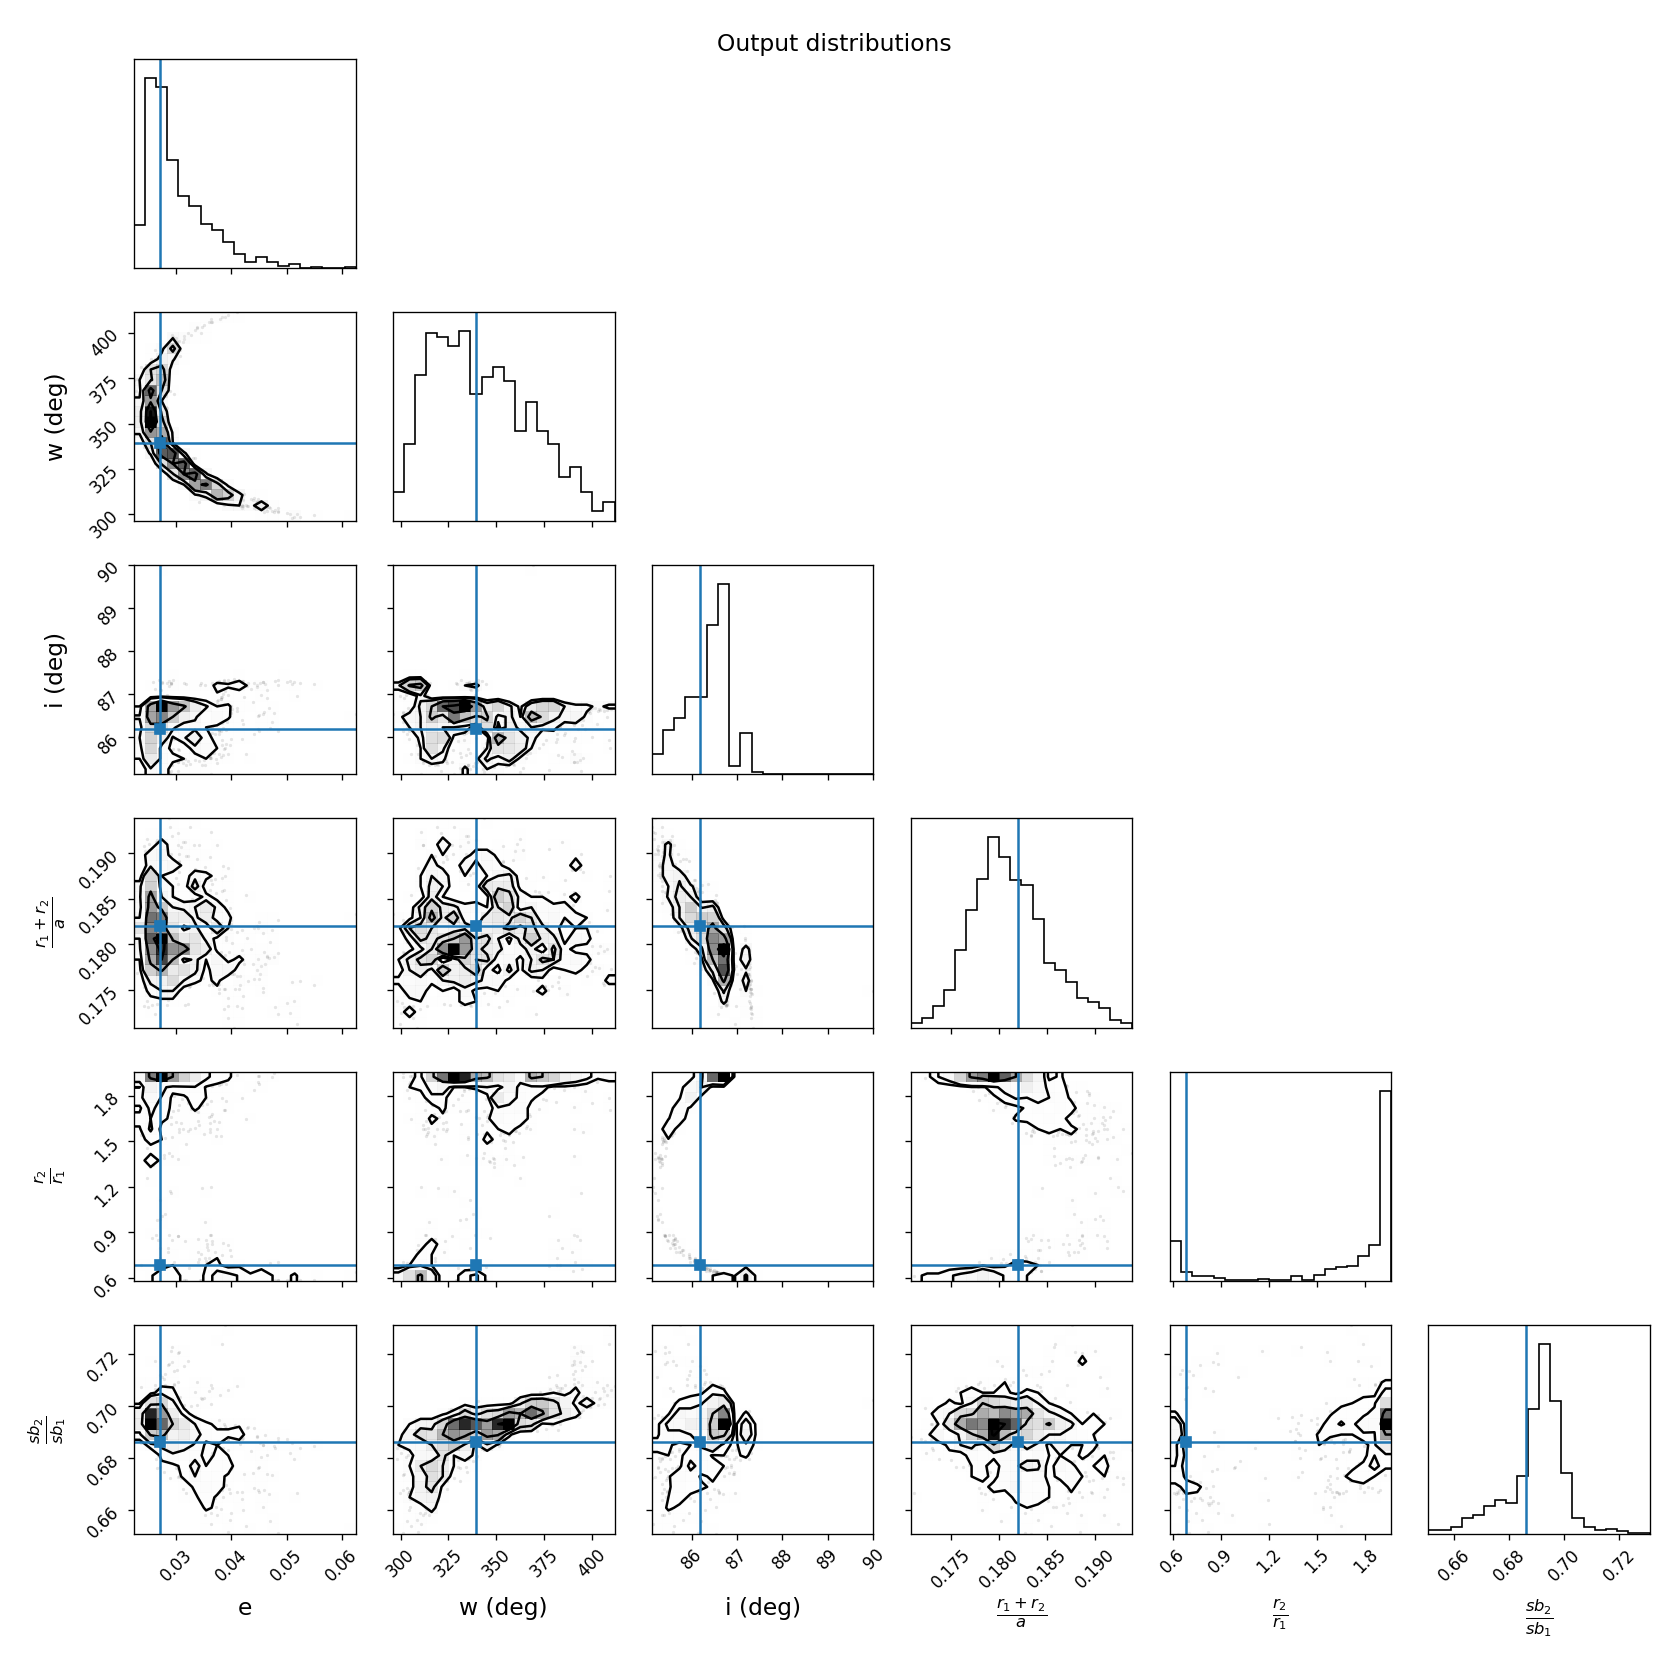 Output distributions
400
375
350
325
300
w (deg)
90
89
88
87
86
i (deg)
0.190
0.185
0.180
0.175
r₁ + r₂
a
1.8
1.5
1.2
0.9
0.6
r₂
r₁
0.72
0.70
0.68
0.66
sb₂
sb₁
0.03 0.04 0.05 0.06
300 325 350 375 400
86 87 88 89 90
0.175 0.180 0.185 0.190
0.6 0.9 1.2 1.5 1.8
0.66 0.68 0.70 0.72
e
w (deg)
i (deg)
r₁ + r₂
a
r₂
r₁
sb₂
sb₁